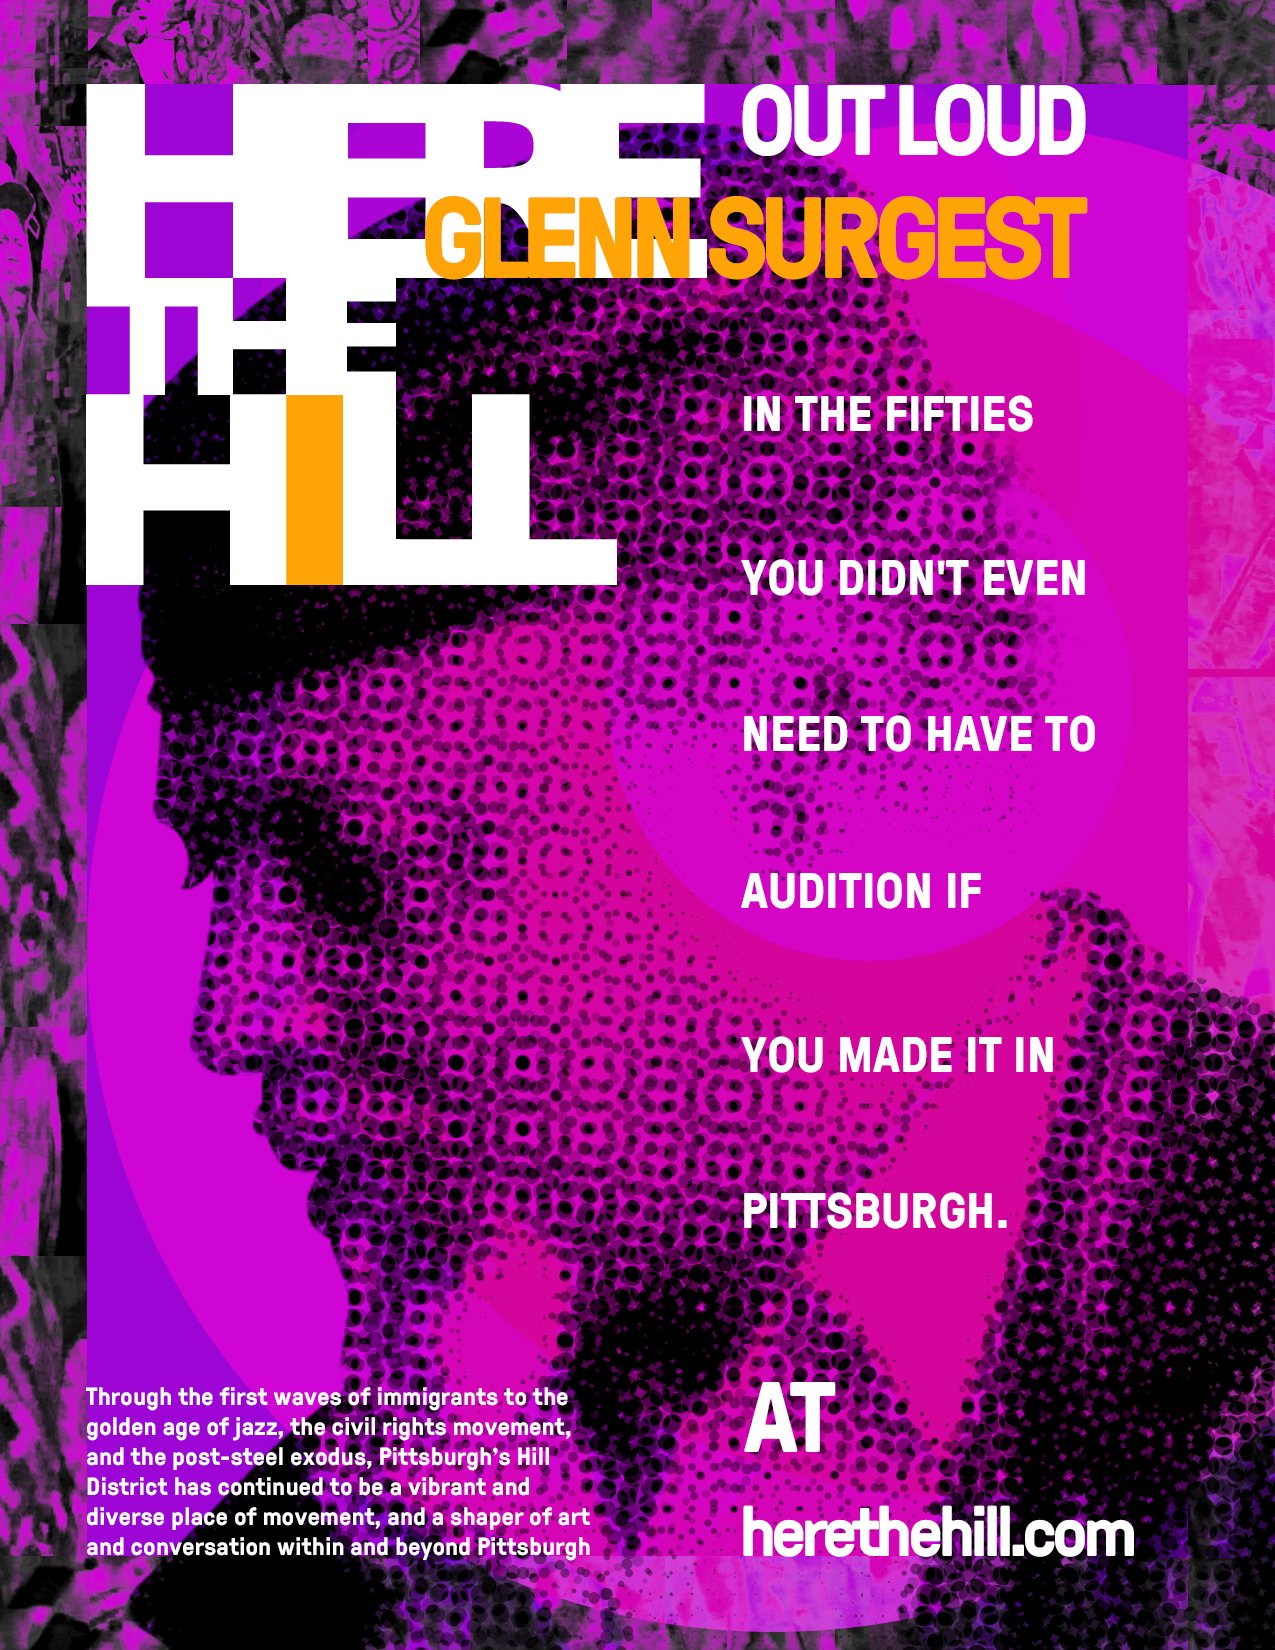 HERE
THE
HILL
OUT LOUD
GLENN SURGEST
IN THE FIFTIES
YOU DIDN'T EVEN
NEED TO HAVE TO
AUDITION IF
YOU MADE IT IN
PITTSBURGH.
Through the first waves of immigrants to the
golden age of jazz, the civil rights movement,
and the post-steel exodus, Pittsburgh’s Hill
District has continued to be a vibrant and
diverse place of movement, and a shaper of art
and conversation within and beyond Pittsburgh
AT
herethehill.com